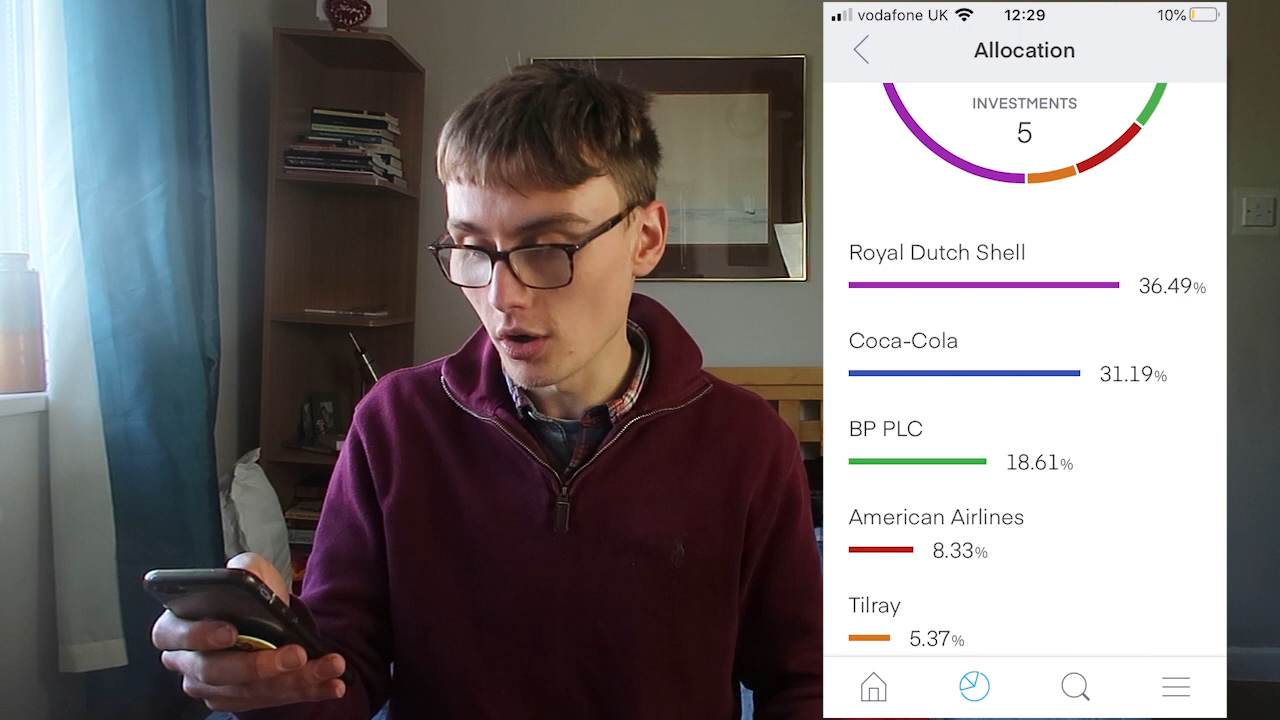 vodafone UK 12:29 10%
Allocation
INVESTMENTS
5
Royal Dutch Shell
36.49%
Coca-Cola
31.19%
BP PLC
18.61%
American Airlines
8.33%
Tilray
5.37%